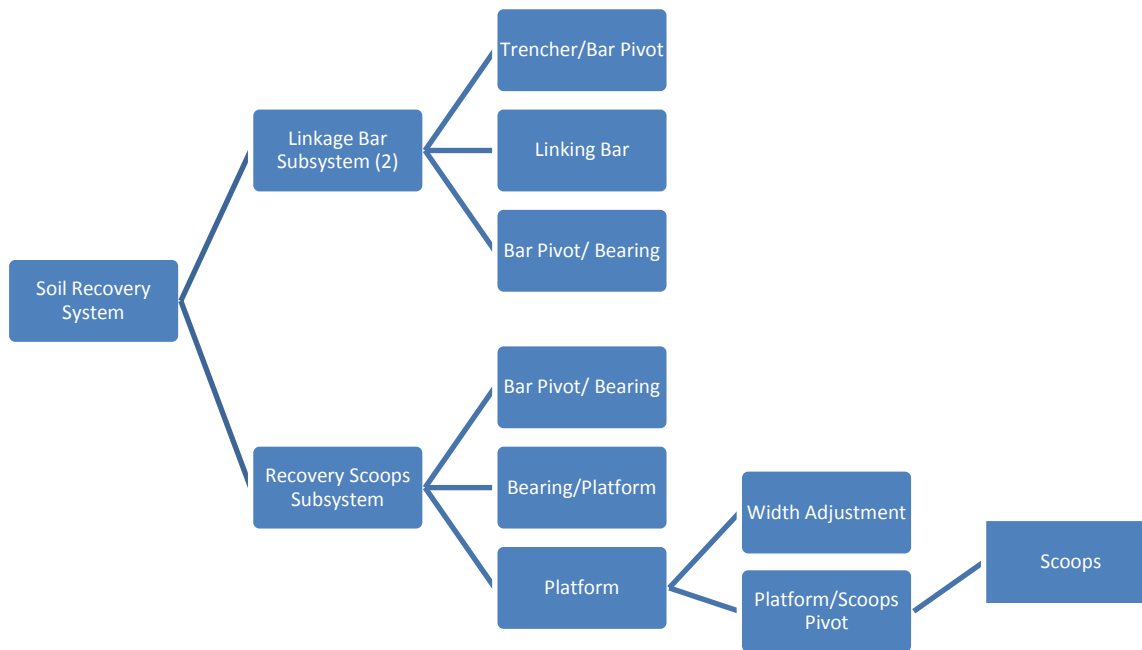 Trencher/Bar Pivot
Linkage Bar
Subsystem (2)
Linking Bar
Bar Pivot/ Bearing
Soil Recovery
System
Bar Pivot/ Bearing
Recovery Scoops
Subsystem
Bearing/Platform
Width Adjustment
Scoops
Platform
Platform/Scoops
Pivot